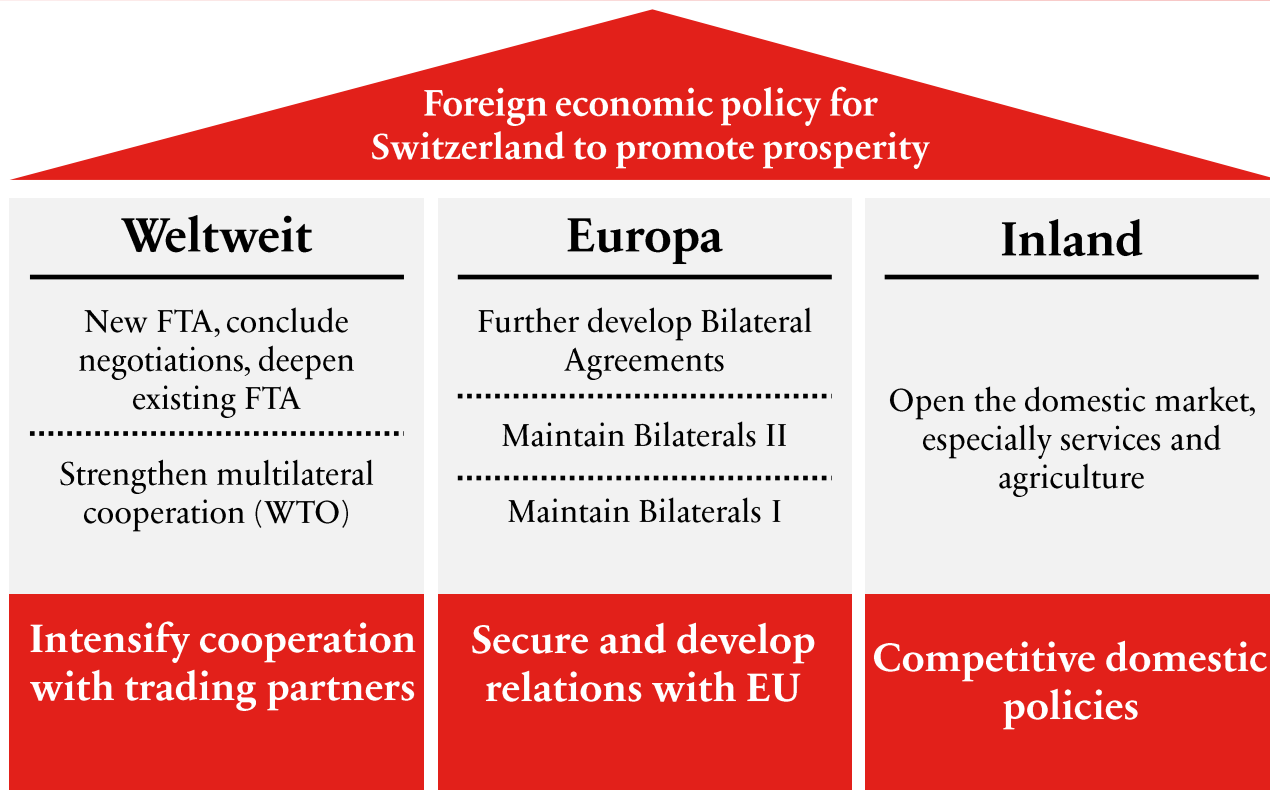 Foreign economic policy for
Switzerland to promote prosperity
Weltweit
New FTA, conclude
negotiations, deepen
existing FTA
Strengthen multilateral
cooperation (WTO)
Intensify cooperation
with trading partners
Europa
Further develop Bilateral
Agreements
Maintain Bilaterals II
Maintain Bilaterals I
Secure and develop
relations with EU
Inland
Open the domestic market,
especially services and
agriculture
Competitive domestic
policies